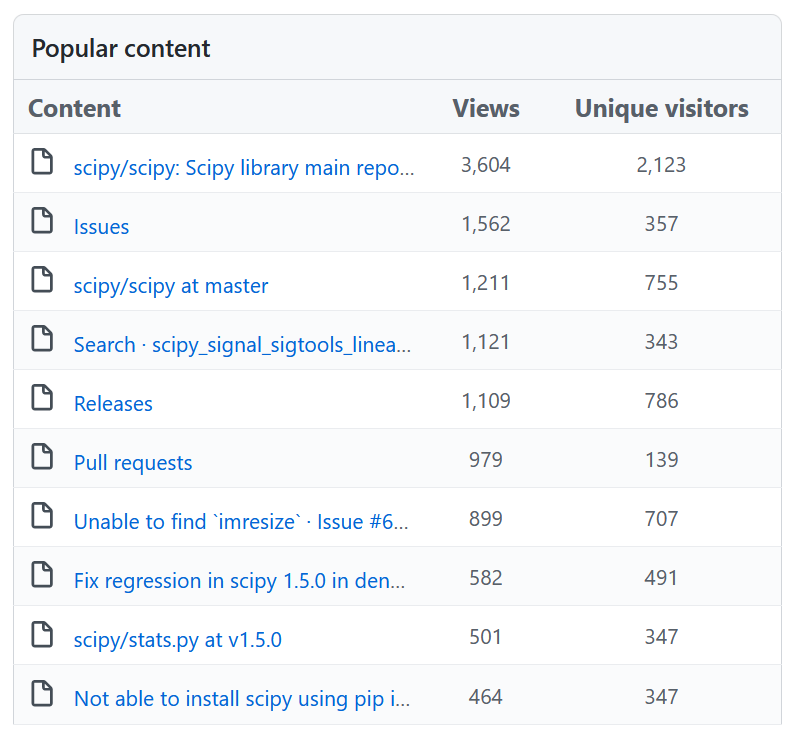 Popular content
Content Views Unique visitors
scipy/scipy: Scipy library main repo... 3,604 2,123
Issues 1,562 357
scipy/scipy at master 1,211 755
Search · scipy_signal_sigtools_linea... 1,121 343
Releases 1,109 786
Pull requests 979 139
Unable to find `imresize` · Issue #6... 899 707
Fix regression in scipy 1.5.0 in den... 582 491
scipy/stats.py at v1.5.0 501 347
Not able to install scipy using pip i... 464 347